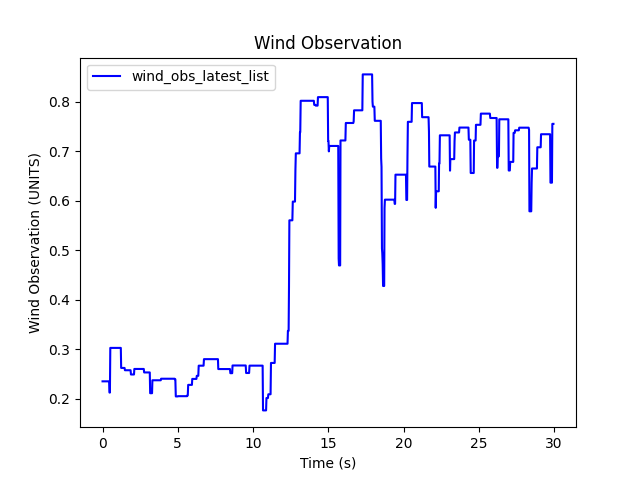 Wind Observation
wind_obs_latest_list
Wind Observation (UNITS)
0.8
0.7
0.6
0.5
0.4
0.3
0.2
0 5 10 15 20 25 30
Time (s)